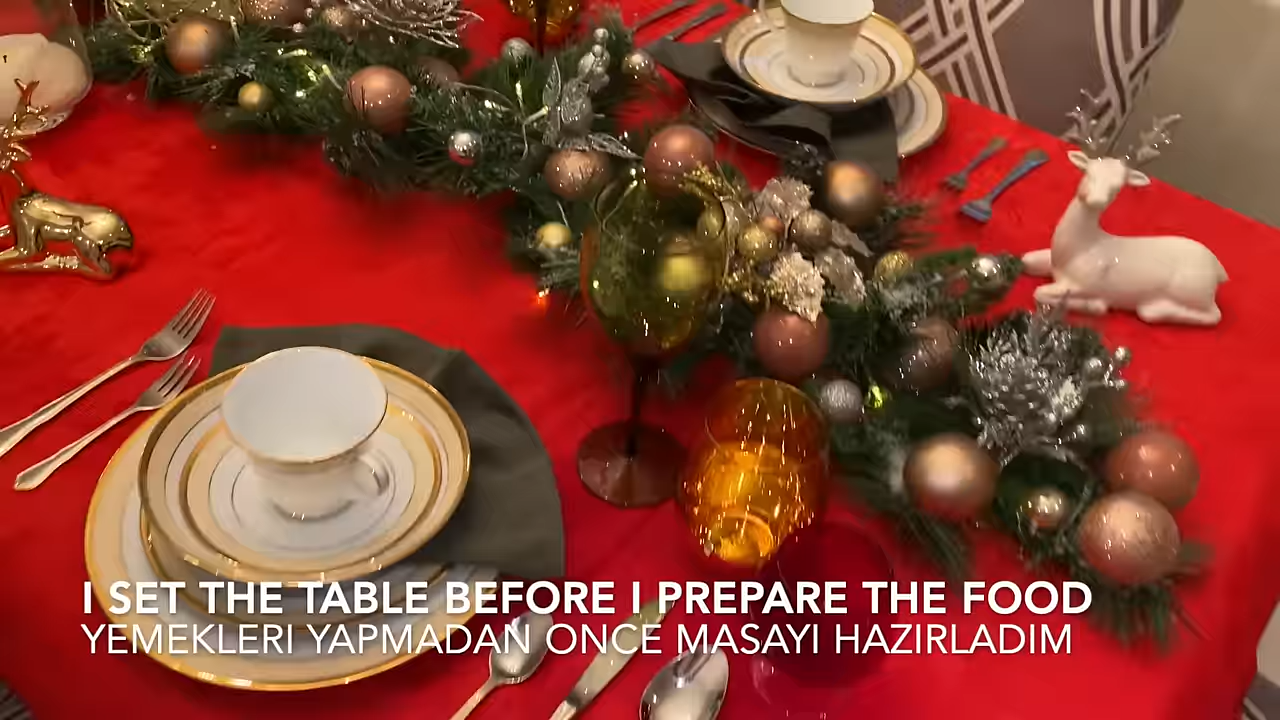 I SET THE TABLE BEFORE I PREPARE THE FOOD
YEMEKLERI YAPMADAN ONCE MASAYI HAZIRLADIM